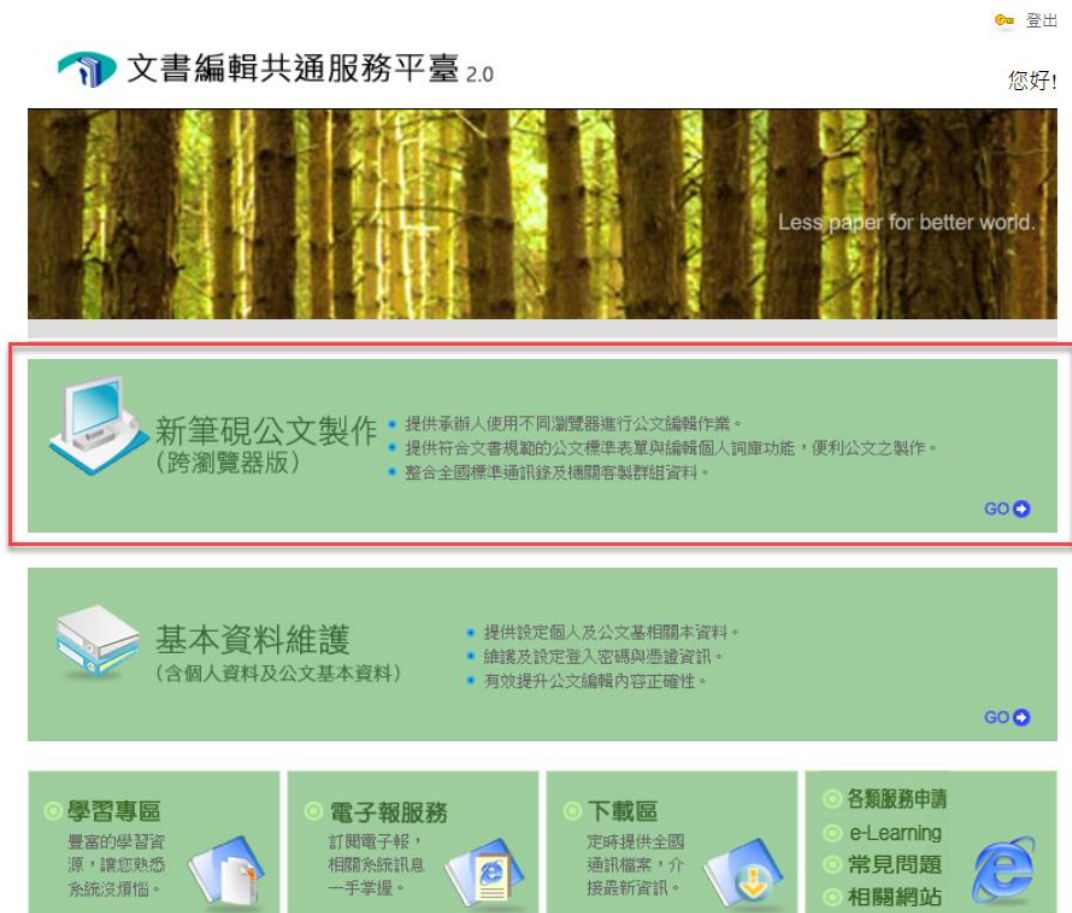 登出
文書編輯共通服務平臺 2.0
您好!
Less paper for better world.
新筆硯公文製作
(跨瀏覽器版)
提供承辦人使用不同瀏覽器進行公文編輯作業。
提供符合文書規範的公文標準表單與編輯個人詞庫功能，便利公文之製作。
整合全國標準通訊錄及機關客製群組資料。
GO
基本資料維護
(含個人資料及公文基本資料)
提供設定個人及公文基相關本資料。
維護及設定登入密碼與憑證資訊。
有效提升公文編輯內容正確性。
GO
學習專區
豐富的學習資
源，讓您熟悉
系統沒煩惱。
電子報服務
訂閱電子報，
相關系統訊息
一手掌握。
下載區
定時提供全國
通訊檔案，介
接最新資訊。
各類服務申請
e-Learning
常見問題
相關網站